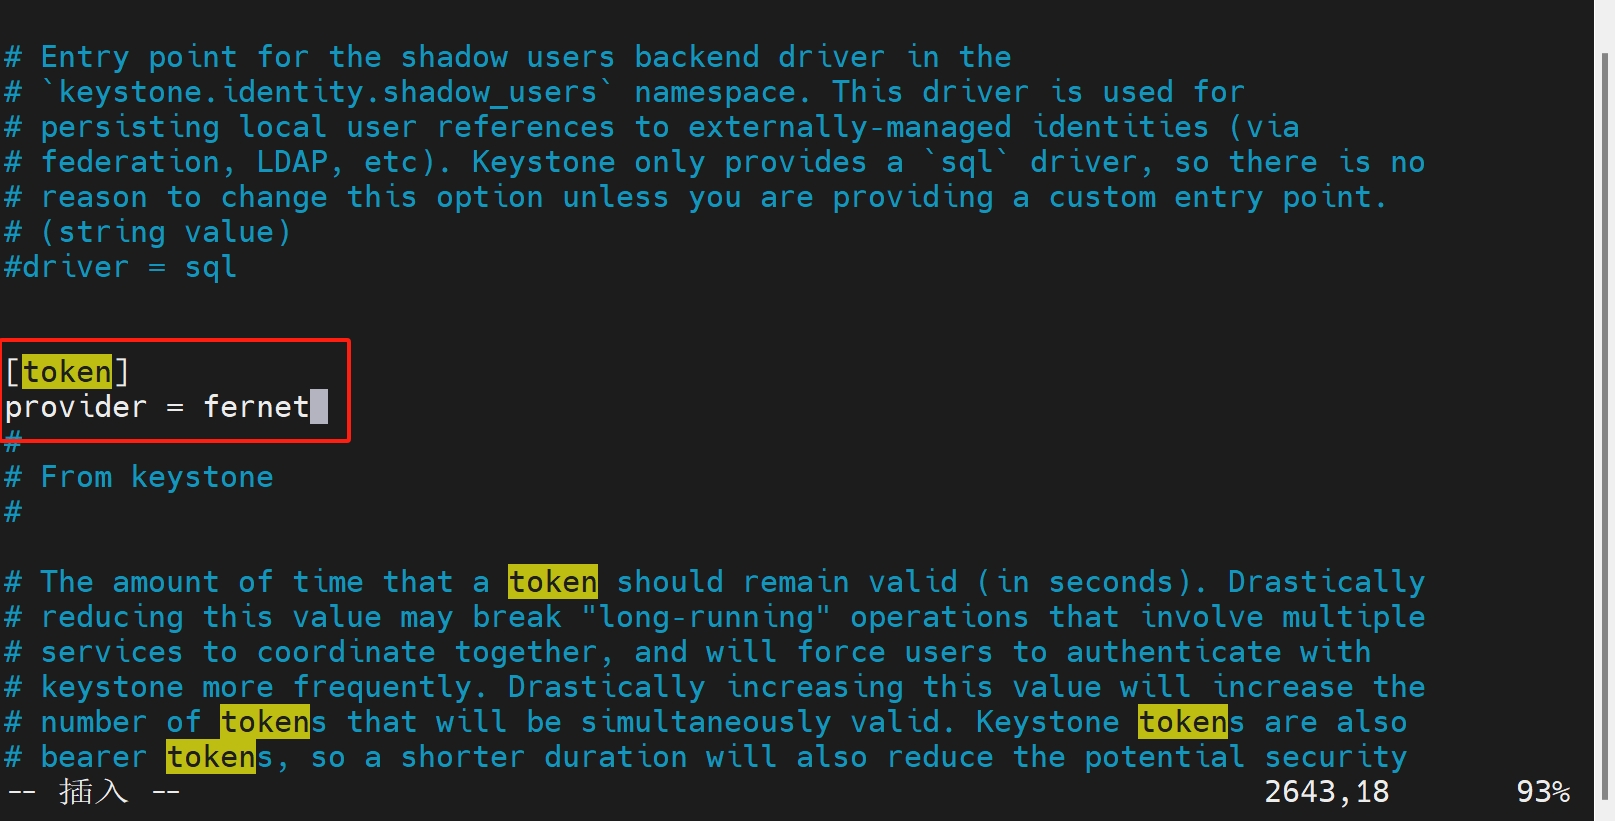 # Entry point for the shadow users backend driver in the
# `keystone.identity.shadow_users` namespace. This driver is used for
# persisting local user references to externally-managed identities (via
# federation, LDAP, etc). Keystone only provides a `sql` driver, so there is no
# reason to change this option unless you are providing a custom entry point.
# (string value)
#driver = sql
[token]
provider = fernet
#
# From keystone
#
# The amount of time that a token should remain valid (in seconds). Drastically
# reducing this value may break "long-running" operations that involve multiple
# services to coordinate together, and will force users to authenticate with
# keystone more frequently. Drastically increasing this value will increase the
# number of tokens that will be simultaneously valid. Keystone tokens are also
# bearer tokens, so a shorter duration will also reduce the potential security
-- 插入 -- 2643,18 93%